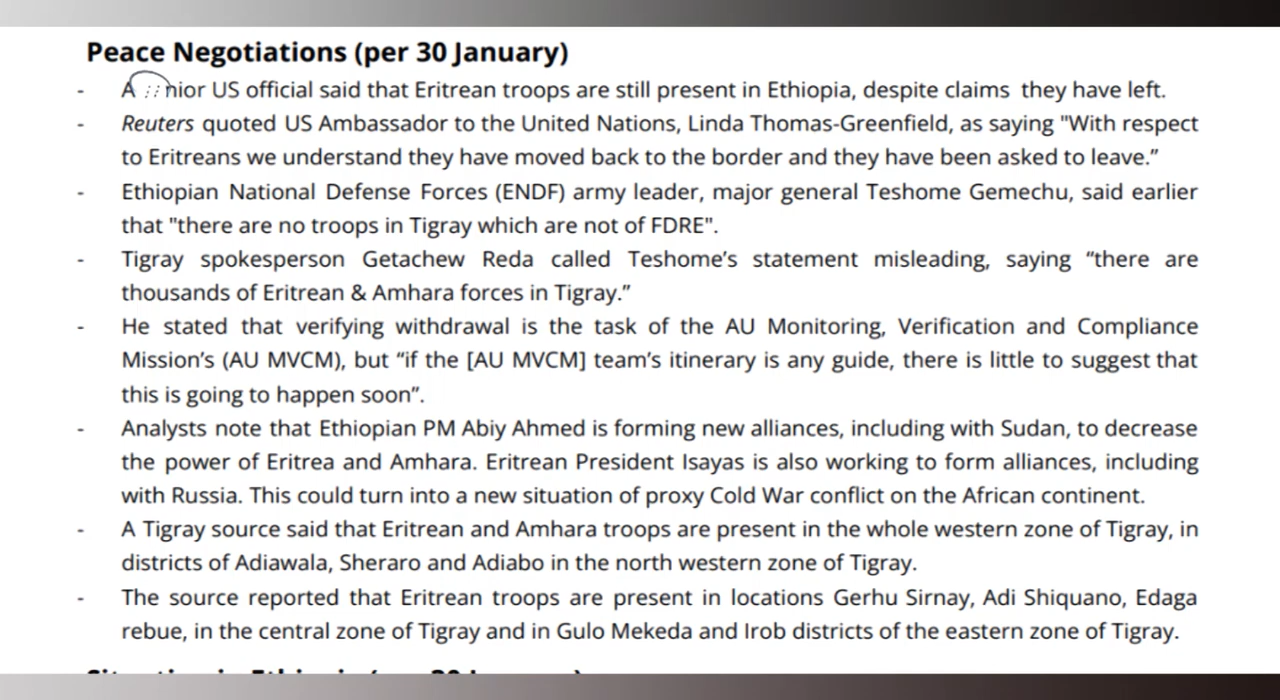 Peace Negotiations (per 30 January)
- A nior US official said that Eritrean troops are still present in Ethiopia, despite claims they have left.
- Reuters quoted US Ambassador to the United Nations, Linda Thomas-Greenfield, as saying "With respect
to Eritreans we understand they have moved back to the border and they have been asked to leave.”
- Ethiopian National Defense Forces (ENDF) army leader, major general Teshome Gemechu, said earlier
that "there are no troops in Tigray which are not of FDRE".
- Tigray spokesperson Getachew Reda called Teshome’s statement misleading, saying “there are
thousands of Eritrean & Amhara forces in Tigray.”
- He stated that verifying withdrawal is the task of the AU Monitoring, Verification and Compliance
Mission’s (AU MVCM), but “if the [AU MVCM] team’s itinerary is any guide, there is little to suggest that
this is going to happen soon”.
- Analysts note that Ethiopian PM Abiy Ahmed is forming new alliances, including with Sudan, to decrease
the power of Eritrea and Amhara. Eritrean President Isayas is also working to form alliances, including
with Russia. This could turn into a new situation of proxy Cold War conflict on the African continent.
- A Tigray source said that Eritrean and Amhara troops are present in the whole western zone of Tigray, in
districts of Adiawala, Sheraro and Adiabo in the north western zone of Tigray.
- The source reported that Eritrean troops are present in locations Gerhu Sirnay, Adi Shiquano, Edaga
rebue, in the central zone of Tigray and in Gulo Mekeda and Irob districts of the eastern zone of Tigray.